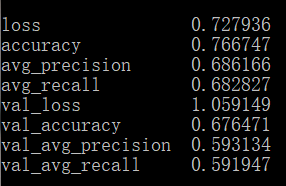 loss 0.727936
accuracy 0.766747
avg_precision 0.686166
avg_recall 0.682827
val_loss 1.059149
val_accuracy 0.676471
val_avg_precision 0.593134
val_avg_recall 0.591947